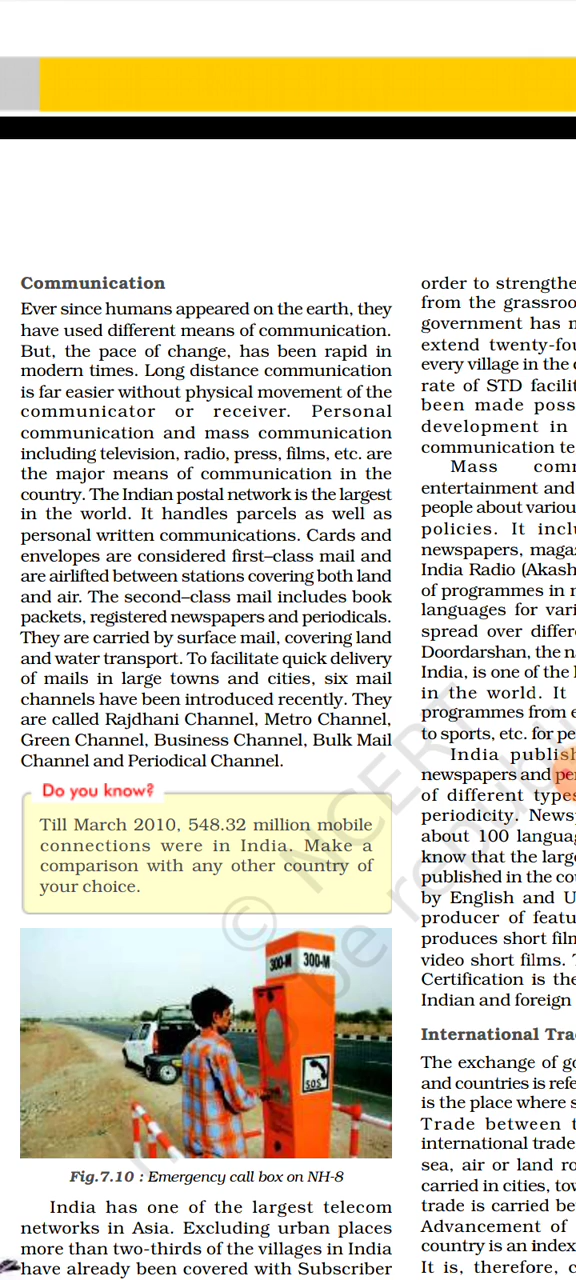 Communication
Ever since humans appeared on the earth, they
have used different means of communication.
But, the pace of change, has been rapid in
modern times. Long distance communication
is far easier without physical movement of the
communicator or receiver. Personal
communication and mass communication
including television, radio, press, films, etc. are
the major means of communication in the
country. The Indian postal network is the largest
in the world. It handles parcels as well as
personal written communications. Cards and
envelopes are considered first–class mail and
are airlifted between stations covering both land
and air. The second–class mail includes book
packets, registered newspapers and periodicals.
They are carried by surface mail, covering land
and water transport. To facilitate quick delivery
of mails in large towns and cities, six mail
channels have been introduced recently. They
are called Rajdhani Channel, Metro Channel,
Green Channel, Business Channel, Bulk Mail
Channel and Periodical Channel.
Do you know?
Till March 2010, 548.32 million mobile
connections were in India. Make a
comparison with any other country of
your choice.
300-M 300-M
SOS
Fig.7.10 : Emergency call box on NH-8
India has one of the largest telecom
networks in Asia. Excluding urban places
more than two-thirds of the villages in India
have already been covered with Subscriber
order to strengthe
from the grassroo
government has m
extend twenty-fou
every village in the c
rate of STD facilit
been made poss
development in
communication te
Mass comm
entertainment and
people about variou
policies. It inclu
newspapers, maga
India Radio (Akash
of programmes in n
languages for vari
spread over differe
Doordarshan, the na
India, is one of the l
in the world. It
programmes from e
to sports, etc. for pe
India publish
newspapers and per
of different types
periodicity. Newsp
about 100 languag
know that the large
published in the cou
by English and U
producer of featu
produces short film
video short films. T
Certification is the
Indian and foreign
International Tra
The exchange of go
and countries is refe
is the place where s
Trade between t
international trade.
sea, air or land ro
carried in cities, tow
trade is carried be
Advancement of
country is an index
It is, therefore, c
© NCERT
be republi